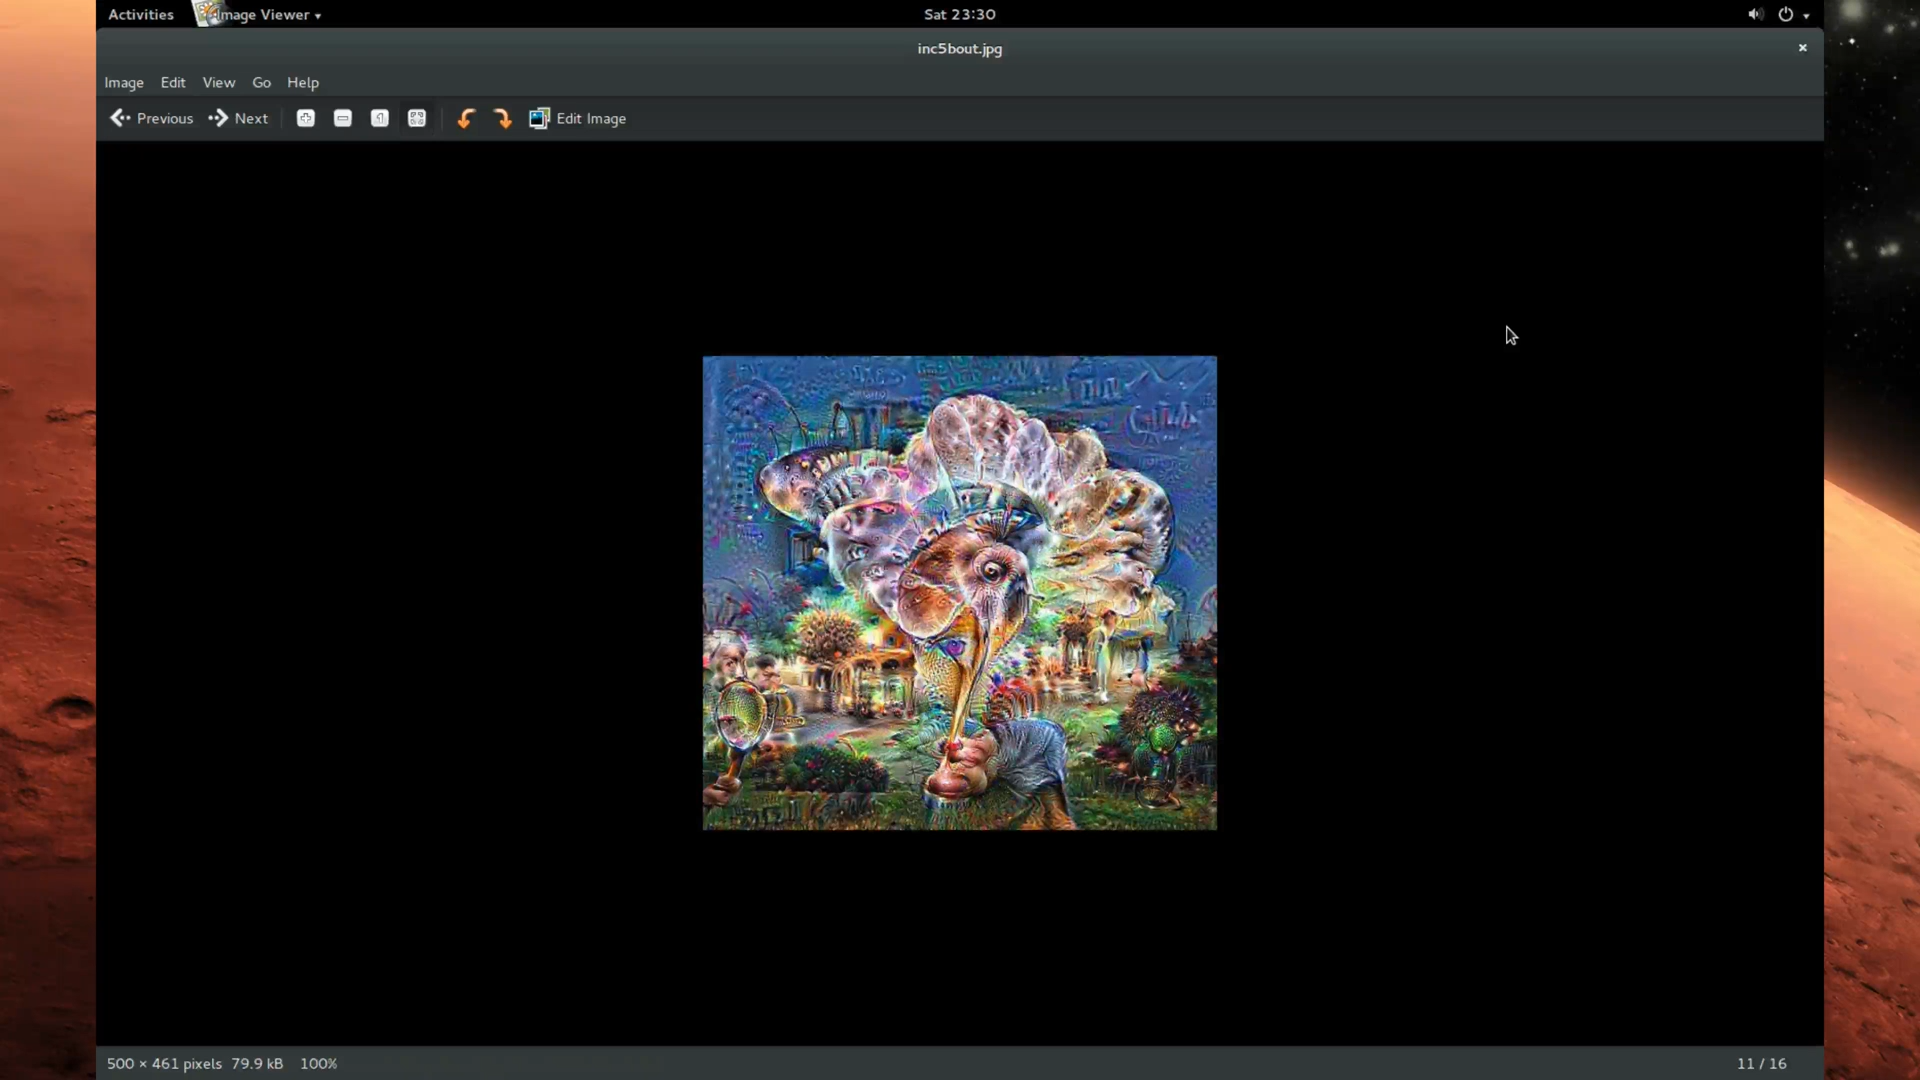 Activities
Image Viewer
Sat 23:30
inc5bout.jpg
Image Edit View Go Help
Previous Next Edit Image
500 × 461 pixels 79.9 kB 100%
11 / 16